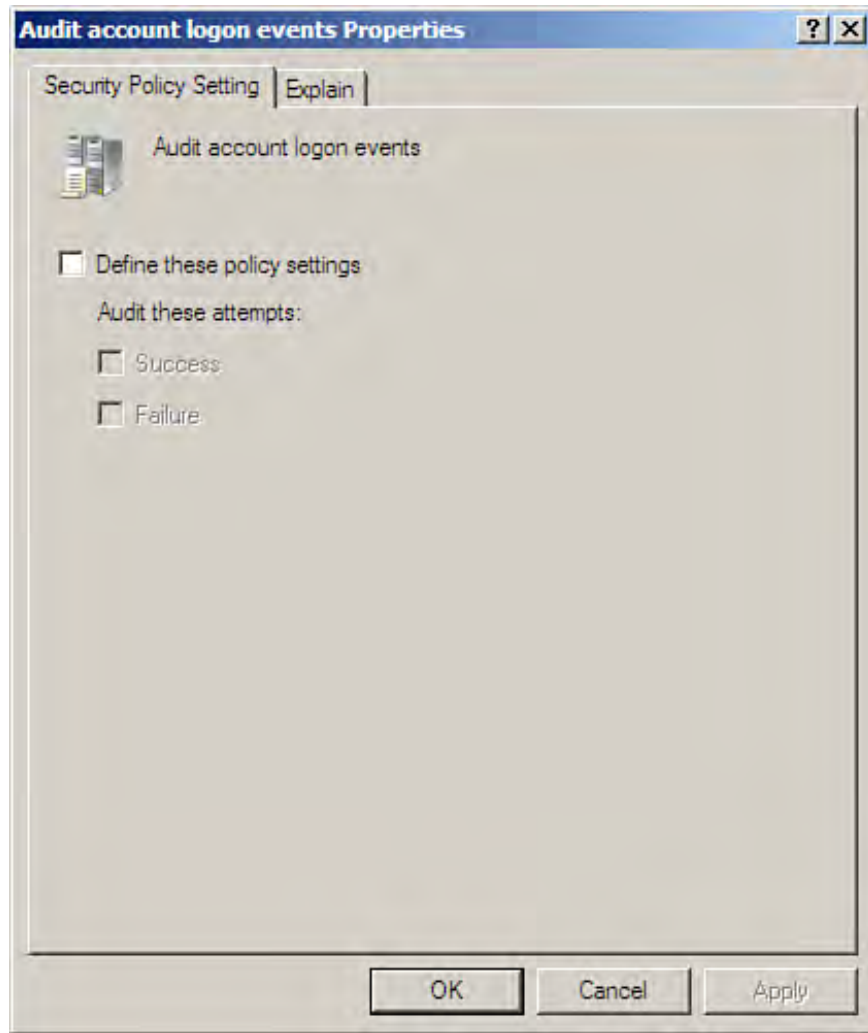 Audit account logon events Properties
Security Policy Setting
Explain
Audit account logon events
Define these policy settings
Audit these attempts:
Success
Failure
OK
Cancel
Apply